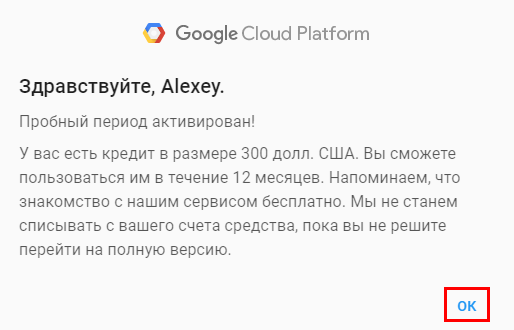 Google Cloud Platform
Здравствуйте, Alexey.
Пробный период активирован!
У вас есть кредит в размере 300 долл. США. Вы сможете
пользоваться им в течение 12 месяцев. Напоминаем, что
знакомство с нашим сервисом бесплатно. Мы не станем
списывать с вашего счета средства, пока вы не решите
перейти на полную версию.
ОК